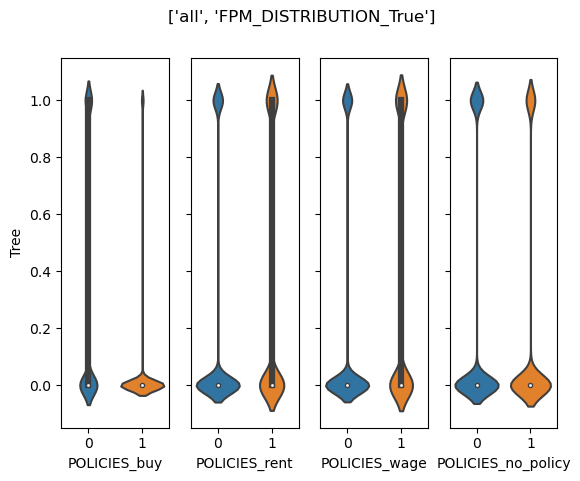 ['all', 'FPM_DISTRIBUTION_True']
Tree
1.0
0.8
0.6
0.4
0.2
0.0
0 1 0 1 0 1 0 1
POLICIES_buy POLICIES_rent POLICIES_wage POLICIES_no_policy